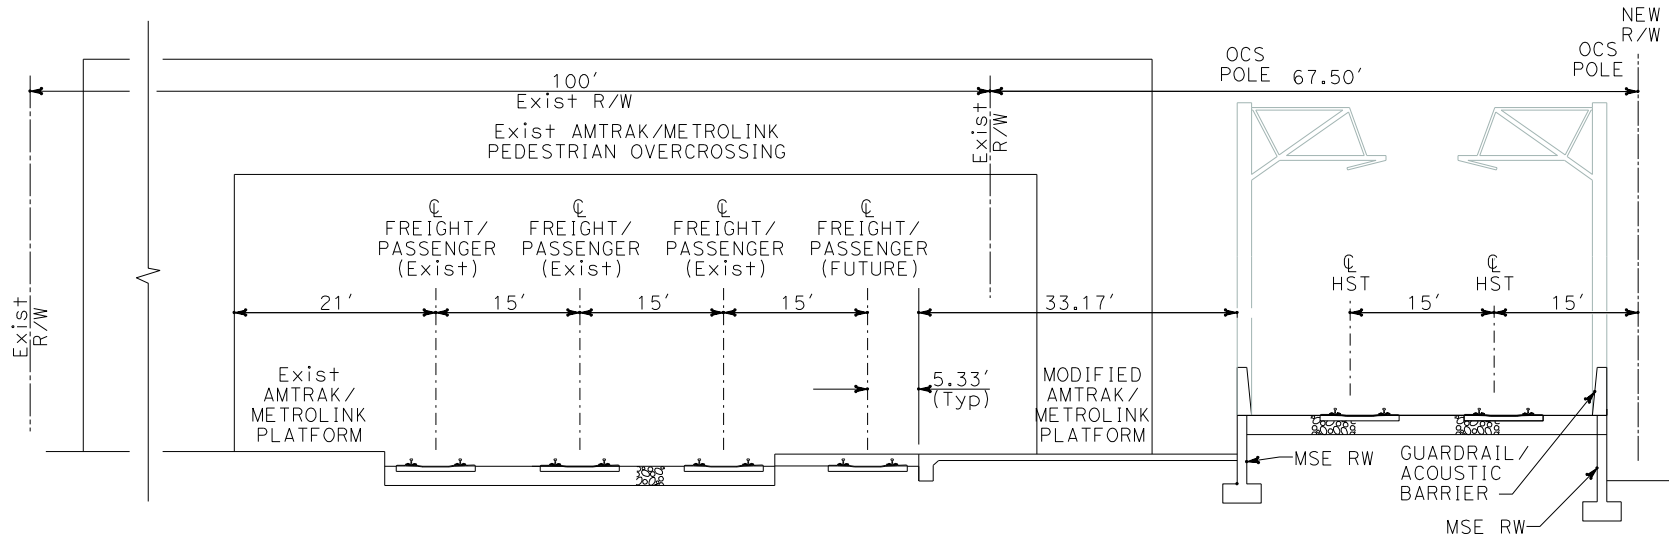 NEW
R/W
OCS
POLE
OCS
POLE
67.50′
100′
Exist R/W
Exist
R/W
Exist AMTRAK/METROLINK
PEDESTRIAN OVERCROSSING
℄
FREIGHT/
PASSENGER
(Exist)
℄
FREIGHT/
PASSENGER
(Exist)
℄
FREIGHT/
PASSENGER
(Exist)
℄
FREIGHT/
PASSENGER
(FUTURE)
℄
HST
℄
HST
21′
15′
15′
15′
33.17′
15′
15′
Exist
R/W
Exist
AMTRAK/
METROLINK
PLATFORM
5.33′
(Typ)
MODIFIED
AMTRAK/
METROLINK
PLATFORM
MSE RW
GUARDRAIL/
ACOUSTIC
BARRIER
MSE RW